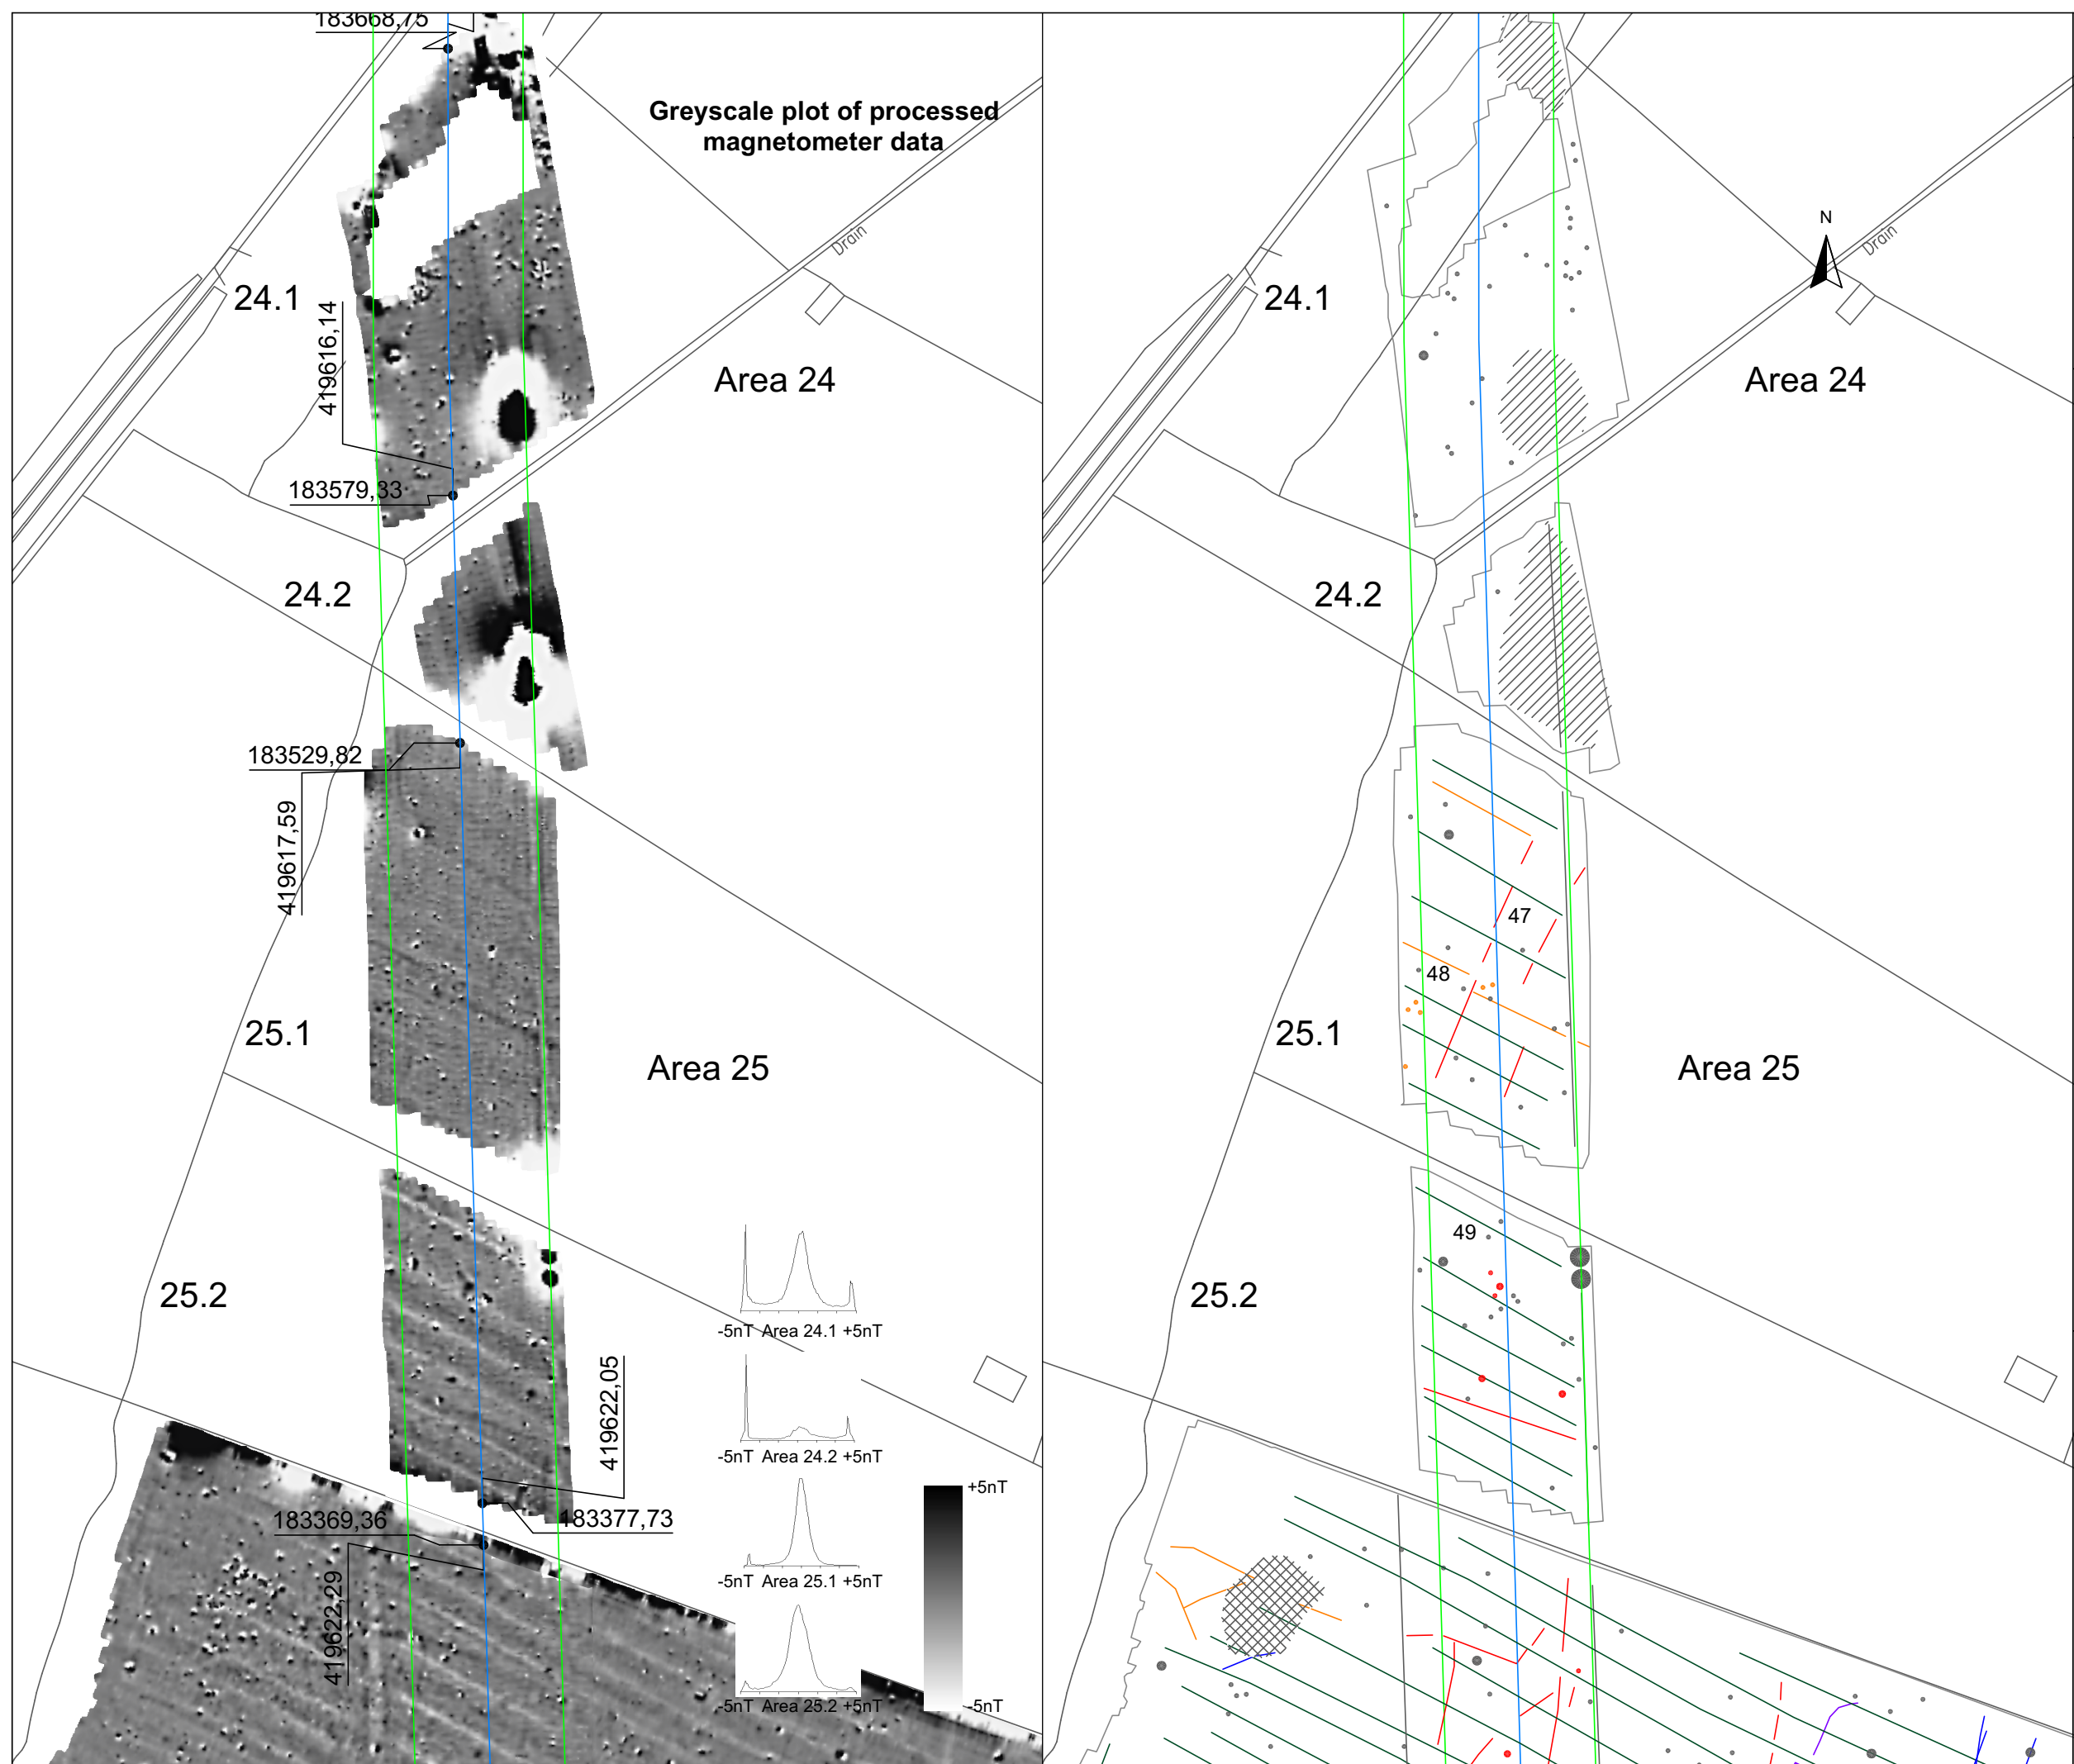 183668,75
Greyscale plot of processed
magnetometer data
Drain
24.1
419616,14
Area 24
183579,33
24.2
183529,82
419617,59
25.1
Area 25
25.2
-5nT Area 24.1 +5nT
-5nT Area 24.2 +5nT
419622,05
+5nT
183377,73
183369,36
-5nT Area 25.1 +5nT
419622,29
-5nT Area 25.2 +5nT
-5nT
N
Drain
24.1
Area 24
24.2
47
48
25.1
Area 25
49
25.2